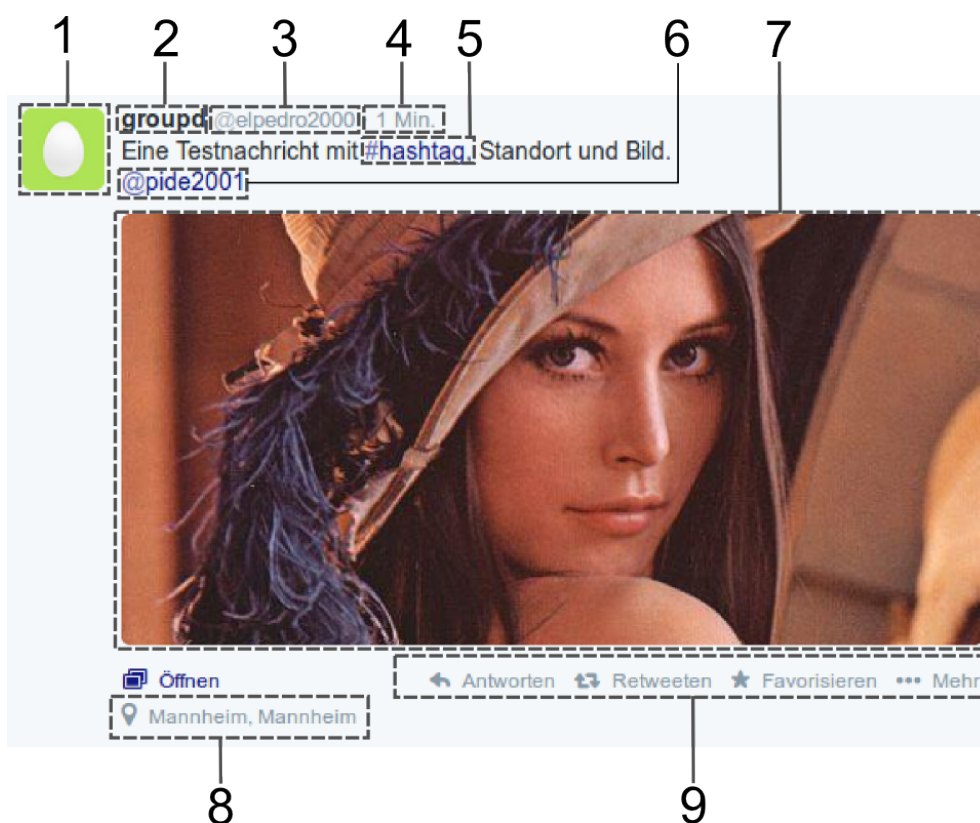 1 2 3 4 5 6 7
groupd @elpedro2000 1 Min.
Eine Testnachricht mit #hashtag, Standort und Bild.
@pide2001
Öffnen Antworten Retweeten Favorisieren Mehr
Mannheim, Mannheim
8 9